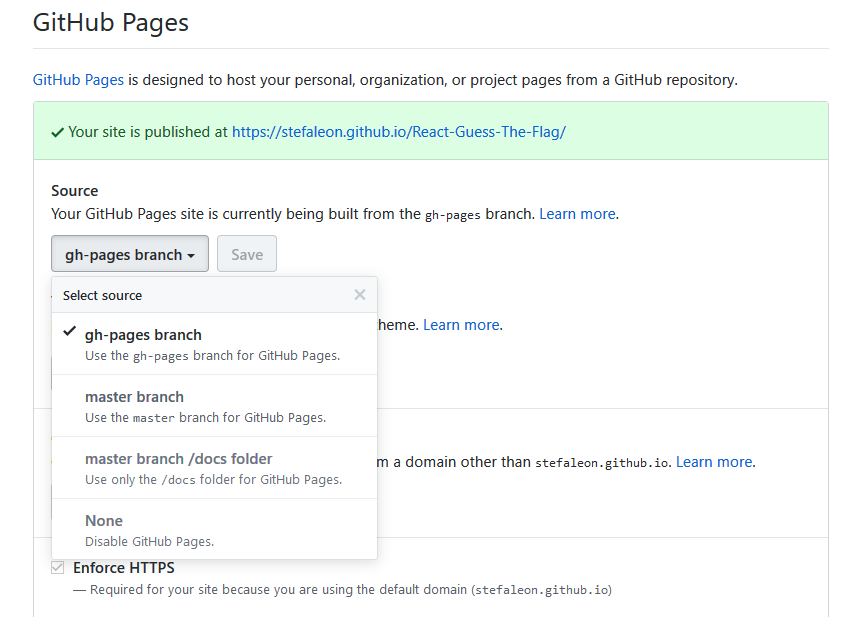 GitHub Pages
GitHub Pages is designed to host your personal, organization, or project pages from a GitHub repository.
Your site is published at https://stefaleon.github.io/React-Guess-The-Flag/
Source
Your GitHub Pages site is currently being built from the gh-pages branch. Learn more.
gh-pages branch
Save
Select source
heme. Learn more.
gh-pages branch
Use the gh-pages branch for GitHub Pages.
master branch
Use the master branch for GitHub Pages.
master branch /docs folder
m a domain other than stefaleon.github.io. Learn more.
Use only the /docs folder for GitHub Pages.
None
Disable GitHub Pages.
Enforce HTTPS
— Required for your site because you are using the default domain (stefaleon.github.io)